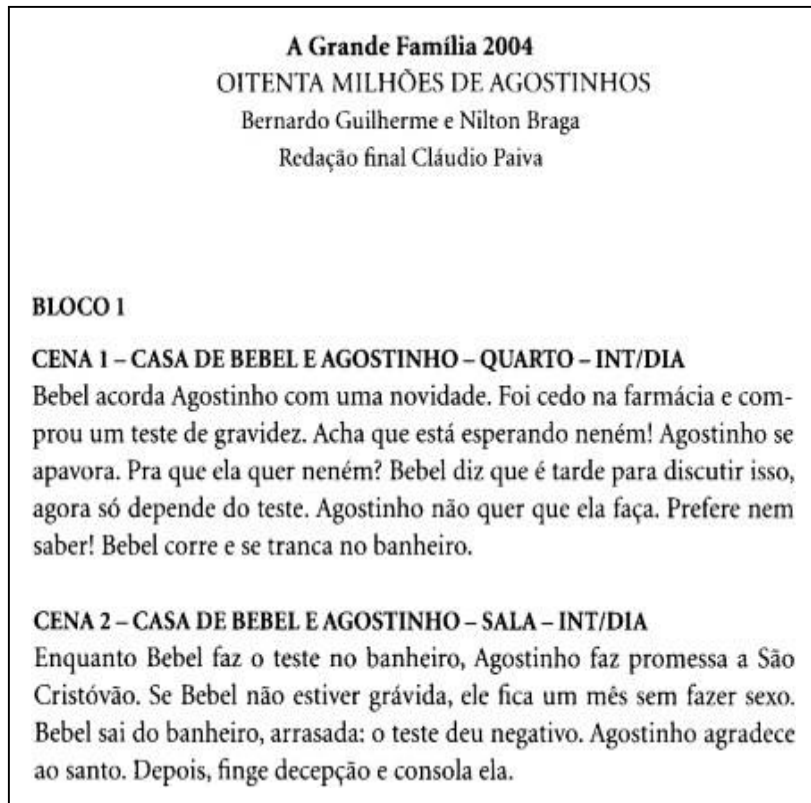 A Grande Família 2004
OITENTA MILHÕES DE AGOSTINHOS
Bernardo Guilherme e Nilton Braga
Redação final Cláudio Paiva
BLOCO 1
CENA 1 – CASA DE BEBEL E AGOSTINHO – QUARTO – INT/DIA
Bebel acorda Agostinho com uma novidade. Foi cedo na farmácia e com-
prou um teste de gravidez. Acha que está esperando neném! Agostinho se
apavora. Pra que ela quer neném? Bebel diz que é tarde para discutir isso,
agora só depende do teste. Agostinho não quer que ela faça. Prefere nem
saber! Bebel corre e se tranca no banheiro.
CENA 2 – CASA DE BEBEL E AGOSTINHO – SALA – INT/DIA
Enquanto Bebel faz o teste no banheiro, Agostinho faz promessa a São
Cristóvão. Se Bebel não estiver grávida, ele fica um mês sem fazer sexo.
Bebel sai do banheiro, arrasada: o teste deu negativo. Agostinho agradece
ao santo. Depois, finge decepção e consola ela.